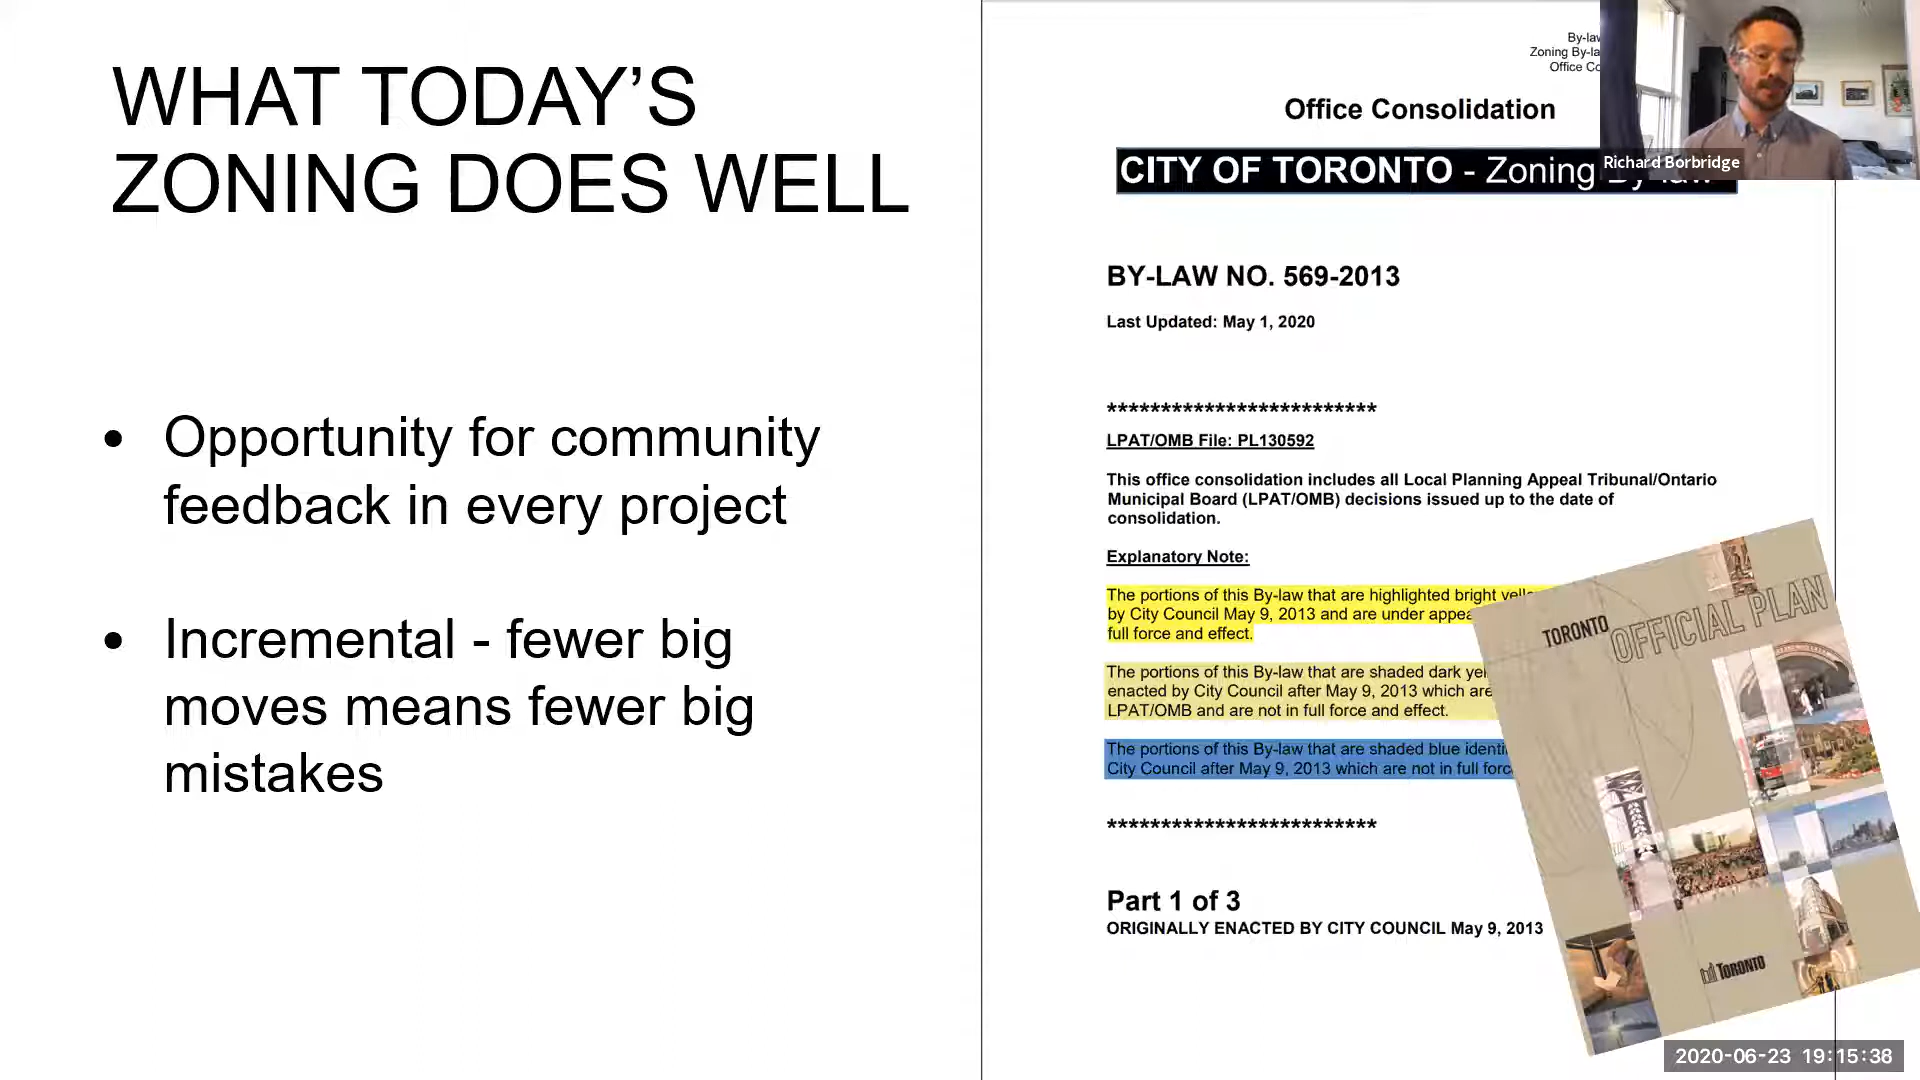 WHAT TODAY’S
ZONING DOES WELL
• Opportunity for community
feedback in every project
• Incremental - fewer big
moves means fewer big
mistakes
Zoning
Office
Office Consolidation
CITY OF TORONTO - Zoning By-law
BY-LAW NO. 569-2013
Last Updated: May 1, 2020
*************************
LPAT/OMB File: PL130592
This office consolidation includes all Local Planning Appeal Tribunal/Ontario
Municipal Board (LPAT/OMB) decisions issued up to the date of
consolidation.
Explanatory Note:
The portions of this By-law that are highlighted bright
by City Council May 9, 2013 and are under
full force and effect.
The portions of this By-law that are shaded dark
enacted by City Council after May 9, 2013 which are
LPAT/OMB and are not in full force and effect.
The portions of this By-law that are shaded blue
City Council after May 9, 2013 which are not in full
*************************
Part 1 of 3
ORIGINALLY ENACTED BY CITY COUNCIL May 9, 2013
TORONTO OFFICIAL PLAN
TORONTO
Richard Borbridge
2020-06-23 19:15:38